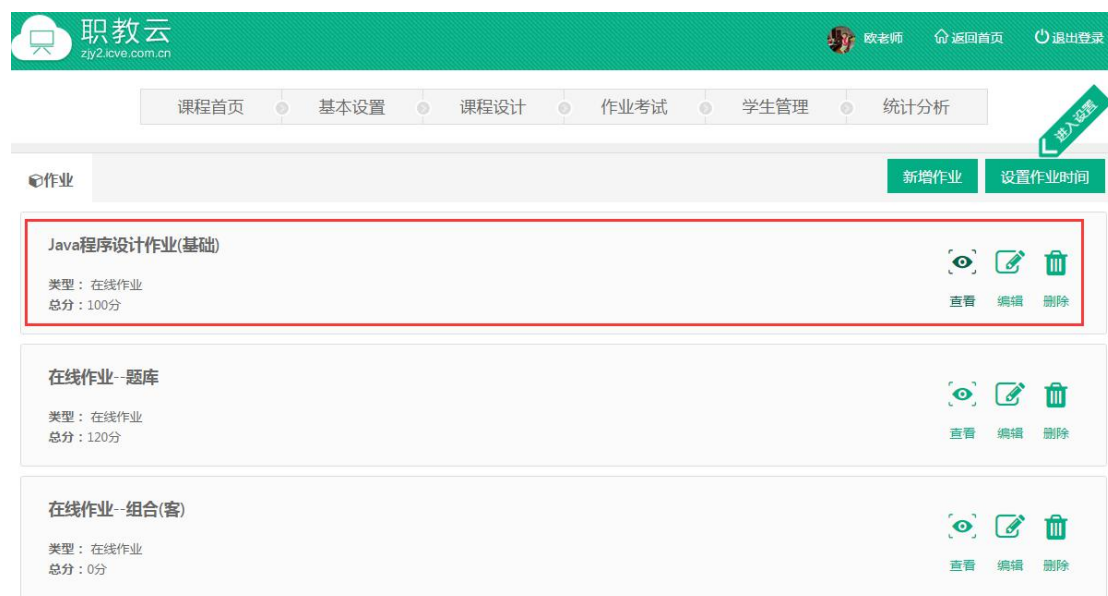 职教云
zjy2.icve.com.cn
欧老师 返回首页 退出登录
课程首页 基本设置 课程设计 作业考试 学生管理 统计分析
进入设置
作业 新增作业 设置作业时间
Java程序设计作业(基础)
类型：在线作业
总分：100分
查看 编辑 删除
在线作业--题库
类型：在线作业
总分：120分
查看 编辑 删除
在线作业--组合(客)
类型：在线作业
总分：0分
查看 编辑 删除